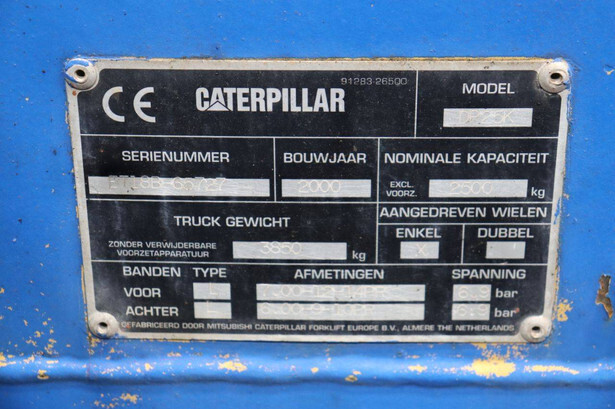 91283-26500
CE CATERPILLAR
MODEL
DP25K
SERIENUMMER BOUWJAAR NOMINALE KAPACITEIT
2000 EXCL. VOORZ. 2500 kg
TRUCK GEWICHT
ZONDER VERWIJDERBARE VOORZETAPPARATUUR 3850 kg
AANGEDREVEN WIELEN
ENKEL DUBBEL
X
BANDEN TYPE AFMETINGEN SPANNING
VOOR L bar
ACHTER L bar
GEFABRICEERD DOOR MITSUBISHI CATERPILLAR FORKLIFT EUROPE B.V., ALMERE THE NETHERLANDS